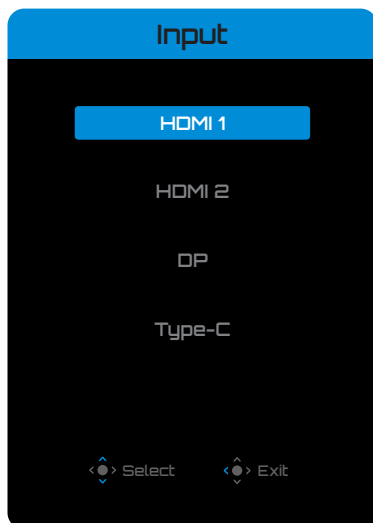 Input
HDMI 1
HDMI 2
DP
Type-C
Select Exit